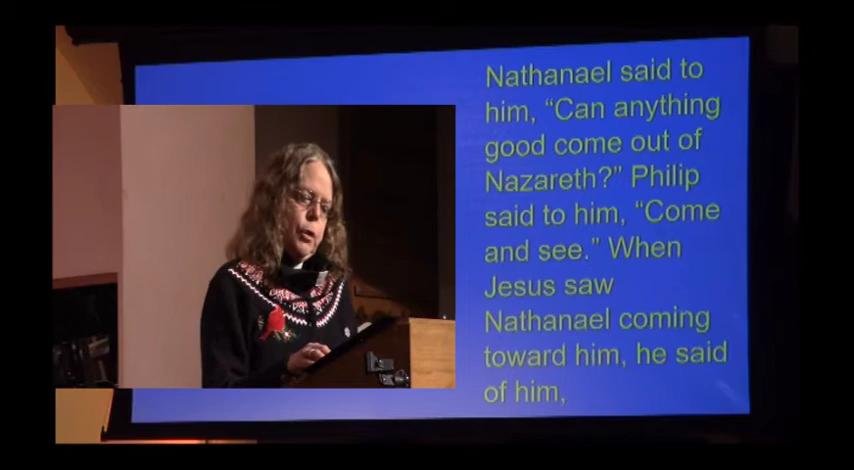 Nathanael said to
him, “Can anything
good come out of
Nazareth?” Philip
said to him, “Come
and see.” When
Jesus saw
Nathanael coming
toward him, he said
of him,